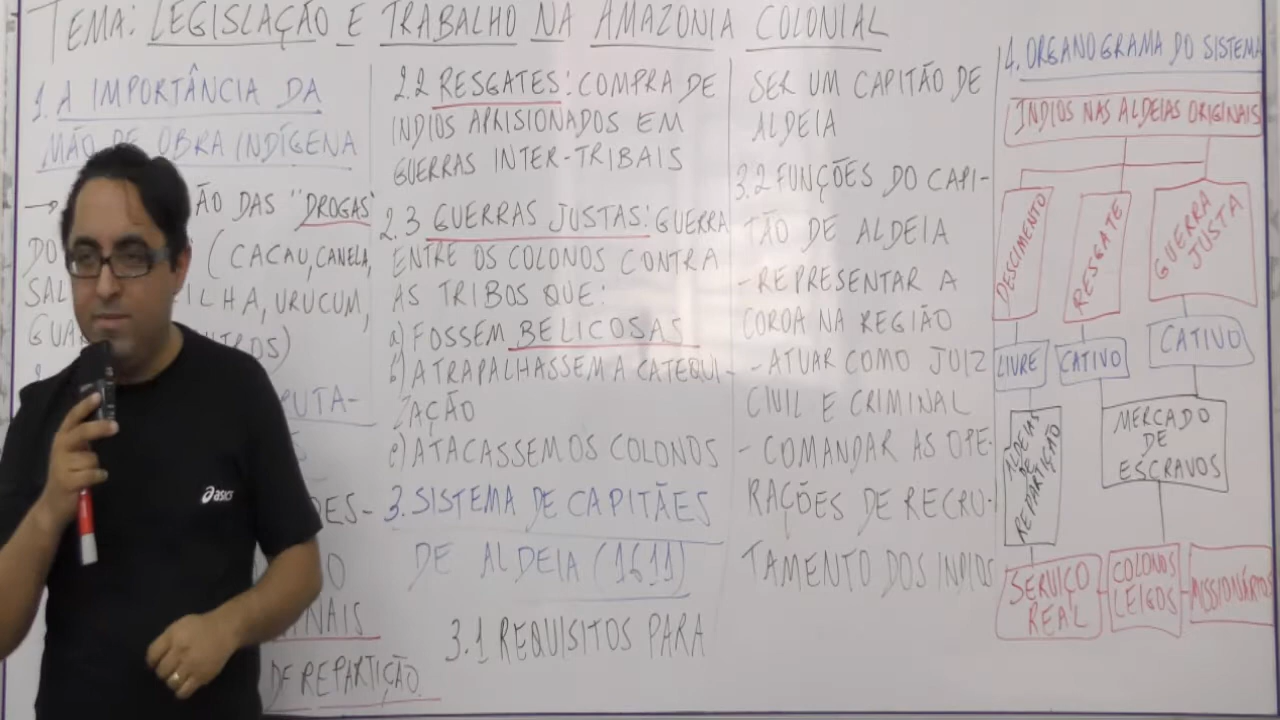 TEMA: LEGISLAÇÃO E TRABALHO NA AMAZONIA COLONIAL
1. A IMPORTÂNCIA DA
MÃO DE OBRA INDÍGENA
→ ÃO DAS "DROGAS
DO (CACAU, CANELA,
SAL ILHA, URUCUM,
GUA TROS)
UTA-
DES-
ÃO
INAIS
DE REPARTIÇÃO.
2.2 RESGATES: COMPRA DE
INDIOS APRISIONADOS EM
GUERRAS INTER-TRIBAIS
2.3 GUERRAS JUSTAS: GUERRA
ENTRE OS COLONOS CONTRA
AS TRIBOS QUE:
a) FOSSEM BELICOSAS
b) ATRAPALHASSEM A CATEQUI-
ZAÇÃO
c) ATACASSEM OS COLONOS
3. SISTEMA DE CAPITÃES
DE ALDEIA (1611)
3.1 REQUISITOS PARA
SER UM CAPITÃO DE
ALDEIA
3.2 FUNÇÕES DO CAPI-
TÃO DE ALDEIA
- REPRESENTAR A
COROA NA REGIÃO
- ATUAR COMO JUIZ
CIVIL E CRIMINAL
- COMANDAR AS OPE-
RAÇÕES DE RECRU-
TAMENTO DOS INDIOS
4. ORGANOGRAMA DO SISTEMA
INDIOS NAS ALDEIAS ORIGINAIS
DESCIMENTO
RESGATE
GUERRA
JUSTA
LIVRE
CATIVO
CATIVO
ALDEIAS
DE
REPARTIÇÃO
MERCADO
DE
ESCRAVOS
SERVIÇO
REAL
COLONOS
LEIGOS
MISSIONÁRIOS
asics